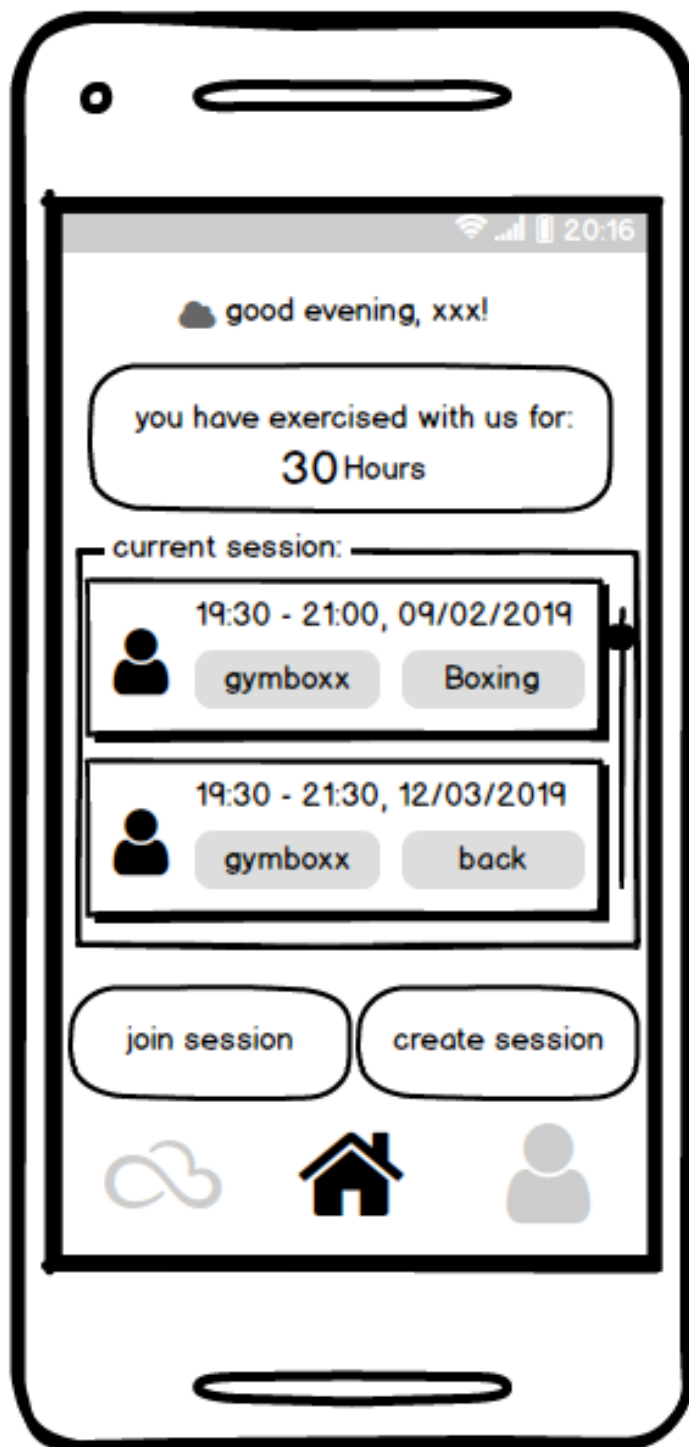 20:16
good evening, xxx!
you have exercised with us for:
30 Hours
current session:
19:30 - 21:00, 09/02/2019
gymboxx Boxing
19:30 - 21:30, 12/03/2019
gymboxx back
join session create session